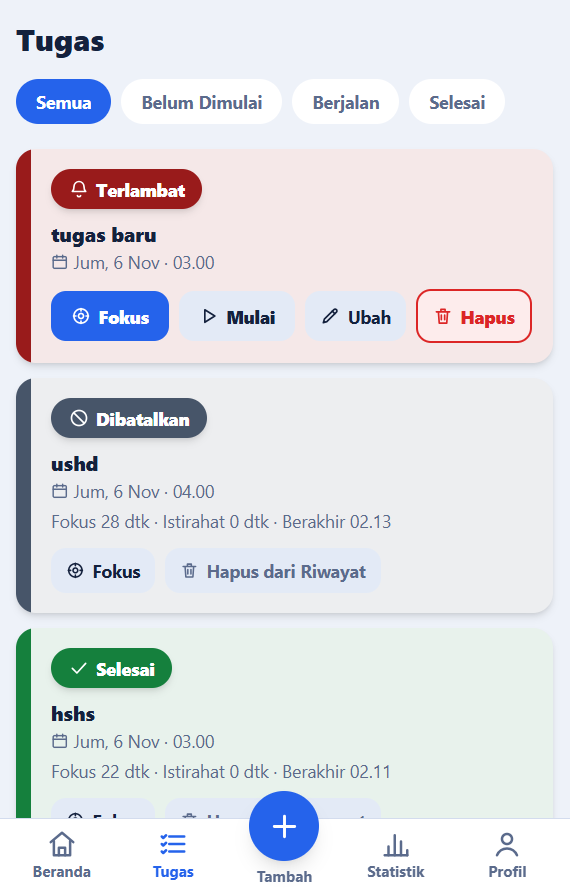 Tugas
Semua Belum Dimulai Berjalan Selesai
Terlambat
tugas baru
Jum, 6 Nov · 03.00
Fokus Mulai Ubah Hapus
Dibatalkan
ushd
Jum, 6 Nov · 04.00
Fokus 28 dtk · Istirahat 0 dtk · Berakhir 02.13
Fokus Hapus dari Riwayat
Selesai
hshs
Jum, 6 Nov · 03.00
Fokus 22 dtk · Istirahat 0 dtk · Berakhir 02.11
Beranda Tugas Tambah Statistik Profil